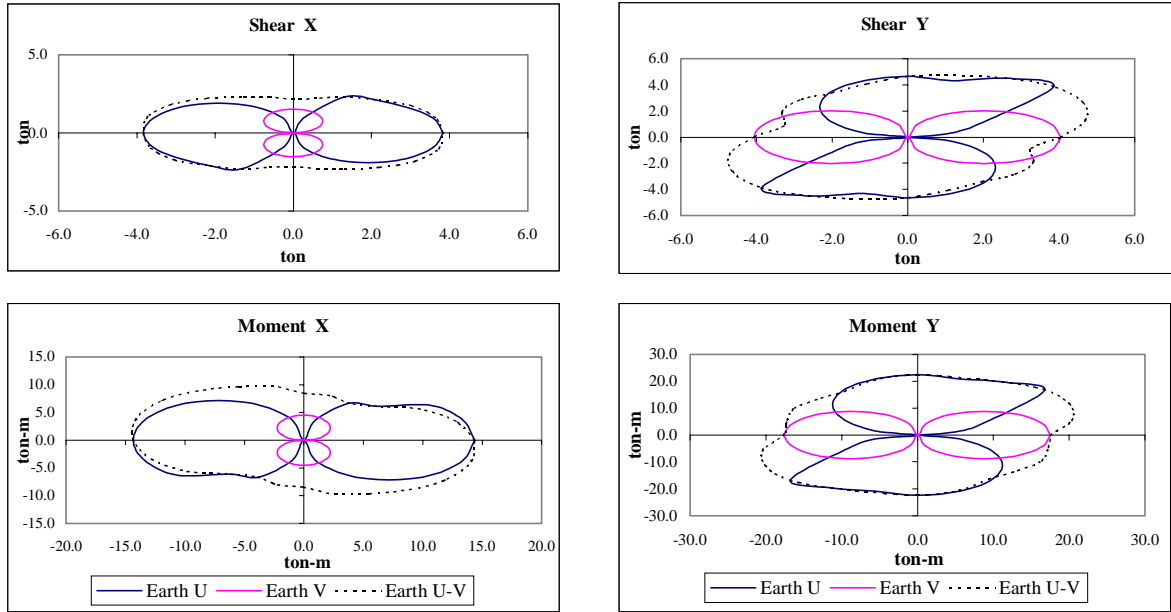 Shear X
5.0
0.0
-5.0
ton
-6.0 -4.0 -2.0 0.0 2.0 4.0 6.0
ton
Shear Y
6.0
4.0
2.0
0.0
-2.0
-4.0
-6.0
ton
-6.0 -4.0 -2.0 0.0 2.0 4.0 6.0
ton
Moment X
15.0
10.0
5.0
0.0
-5.0
-10.0
-15.0
ton-m
-20.0 -15.0 -10.0 -5.0 0.0 5.0 10.0 15.0 20.0
ton-m
Earth U Earth V Earth U-V
Moment Y
30.0
20.0
10.0
0.0
-10.0
-20.0
-30.0
ton-m
-30.0 -20.0 -10.0 0.0 10.0 20.0 30.0
ton-m
Earth U Earth V Earth U-V